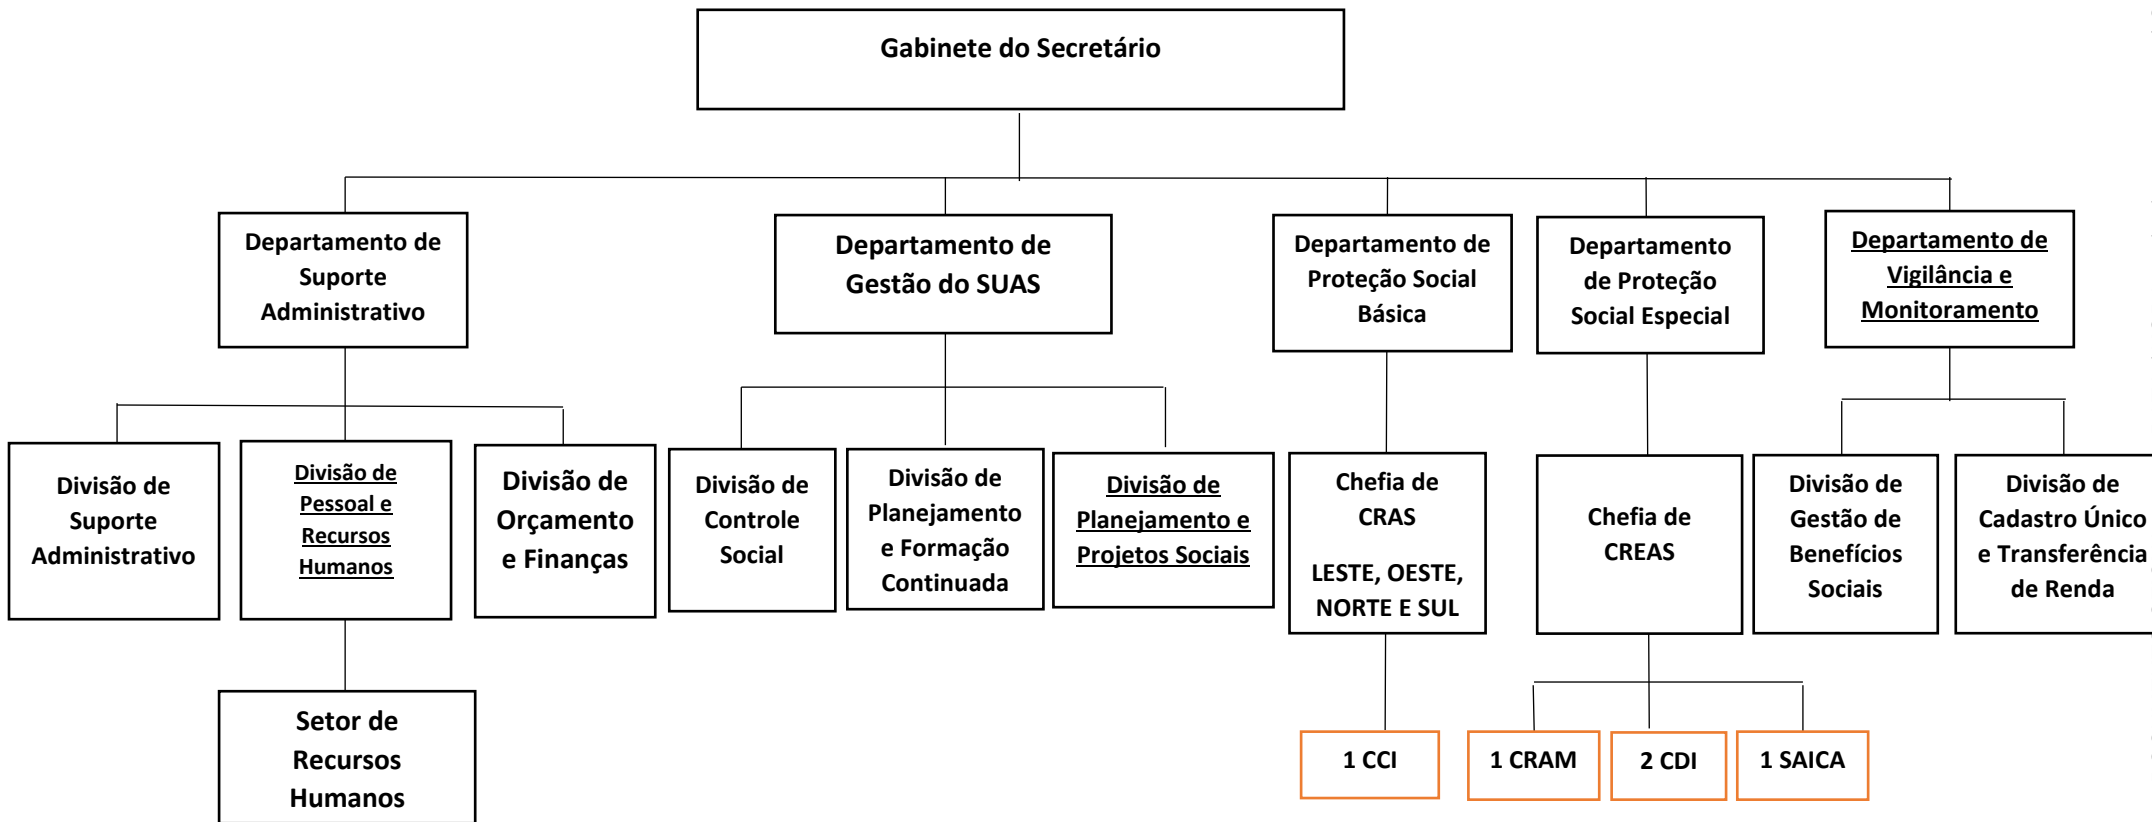 Gabinete do Secretário
Departamento de
Suporte
Administrativo
Departamento de
Gestão do SUAS
Departamento de
Proteção Social
Básica
Departamento
de Proteção
Social Especial
Departamento de
Vigilância e
Monitoramento
Divisão de
Suporte
Administrativo
Divisão de
Pessoal e
Recursos
Humanos
Divisão de
Orçamento
e Finanças
Divisão de
Controle
Social
Divisão de
Planejamento
e Formação
Continuada
Divisão de
Planejamento e
Projetos Sociais
Chefia de
CRAS
LESTE, OESTE,
NORTE E SUL
Chefia de
CREAS
Divisão de
Gestão de
Benefícios
Sociais
Divisão de
Cadastro Único
e Transferência
de Renda
Setor de
Recursos
Humanos
1 CCI
1 CRAM
2 CDI
1 SAICA